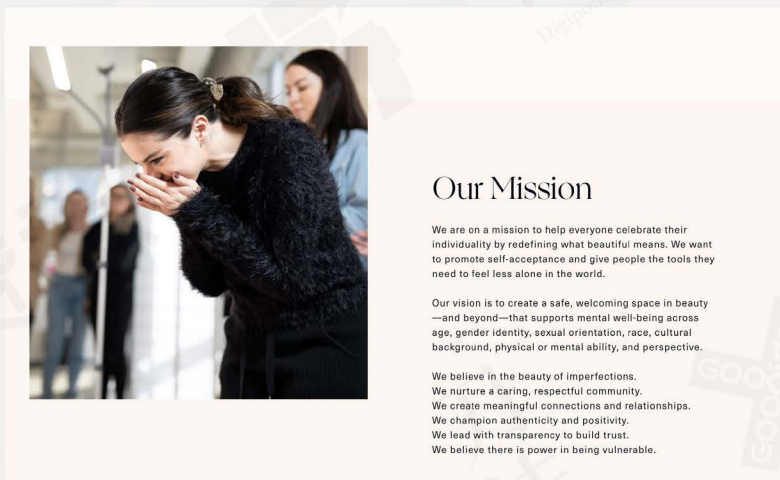 Our Mission
We are on a mission to help everyone celebrate their
individuality by redefining what beautiful means. We want
to promote self-acceptance and give people the tools they
need to feel less alone in the world.
Our vision is to create a safe, welcoming space in beauty
—and beyond—that supports mental well-being across
age, gender identity, sexual orientation, race, cultural
background, physical or mental ability, and perspective.
We believe in the beauty of imperfections.
We nurture a caring, respectful community.
We create meaningful connections and relationships.
We champion authenticity and positivity.
We lead with transparency to build trust.
We believe there is power in being vulnerable.